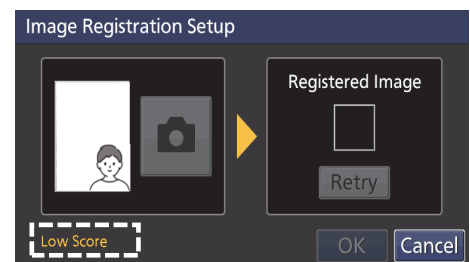 Image Registration Setup
Registered Image
Retry
Low Score
OK
Cancel